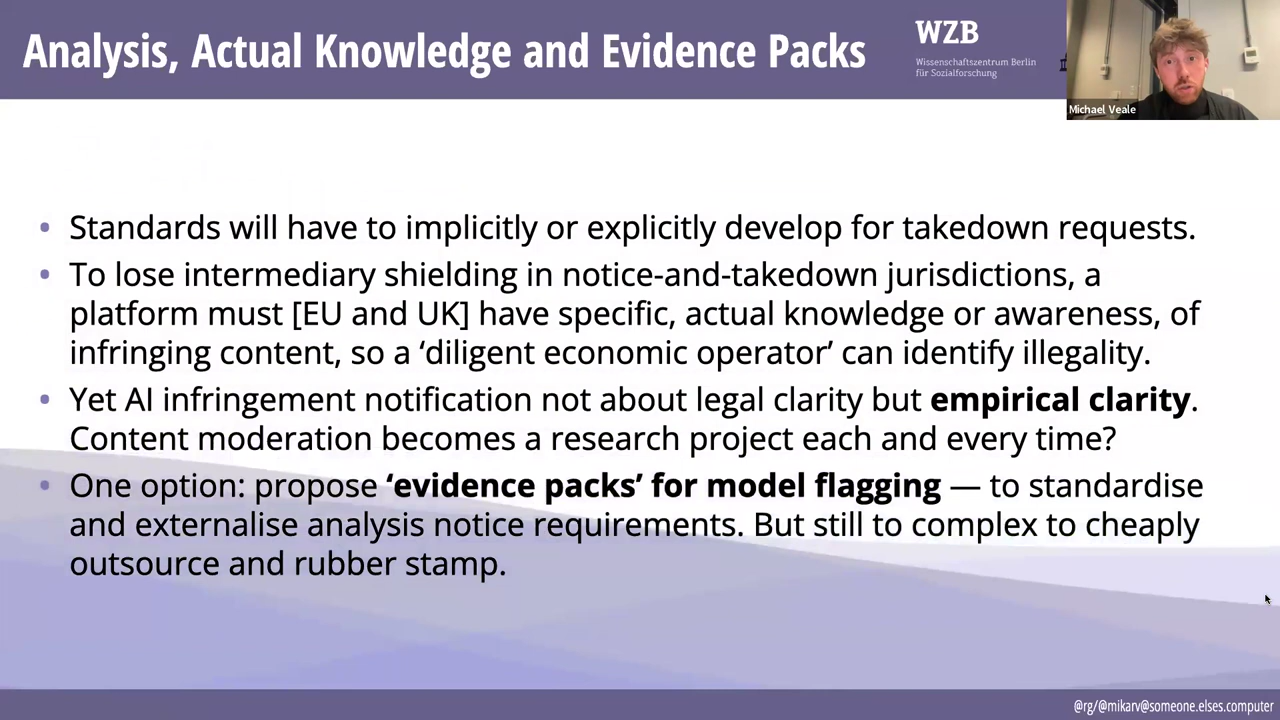 Analysis, Actual Knowledge and Evidence Packs
WZB
Wissenschaftszentrum Berlin
für Sozialforschung
Michael Veale
• Standards will have to implicitly or explicitly develop for takedown requests.
• To lose intermediary shielding in notice-and-takedown jurisdictions, a
platform must [EU and UK] have specific, actual knowledge or awareness, of
infringing content, so a ‘diligent economic operator’ can identify illegality.
• Yet AI infringement notification not about legal clarity but empirical clarity.
Content moderation becomes a research project each and every time?
• One option: propose ‘evidence packs’ for model flagging — to standardise
and externalise analysis notice requirements. But still to complex to cheaply
outsource and rubber stamp.
@rg/@mikarv@someone.elses.computer